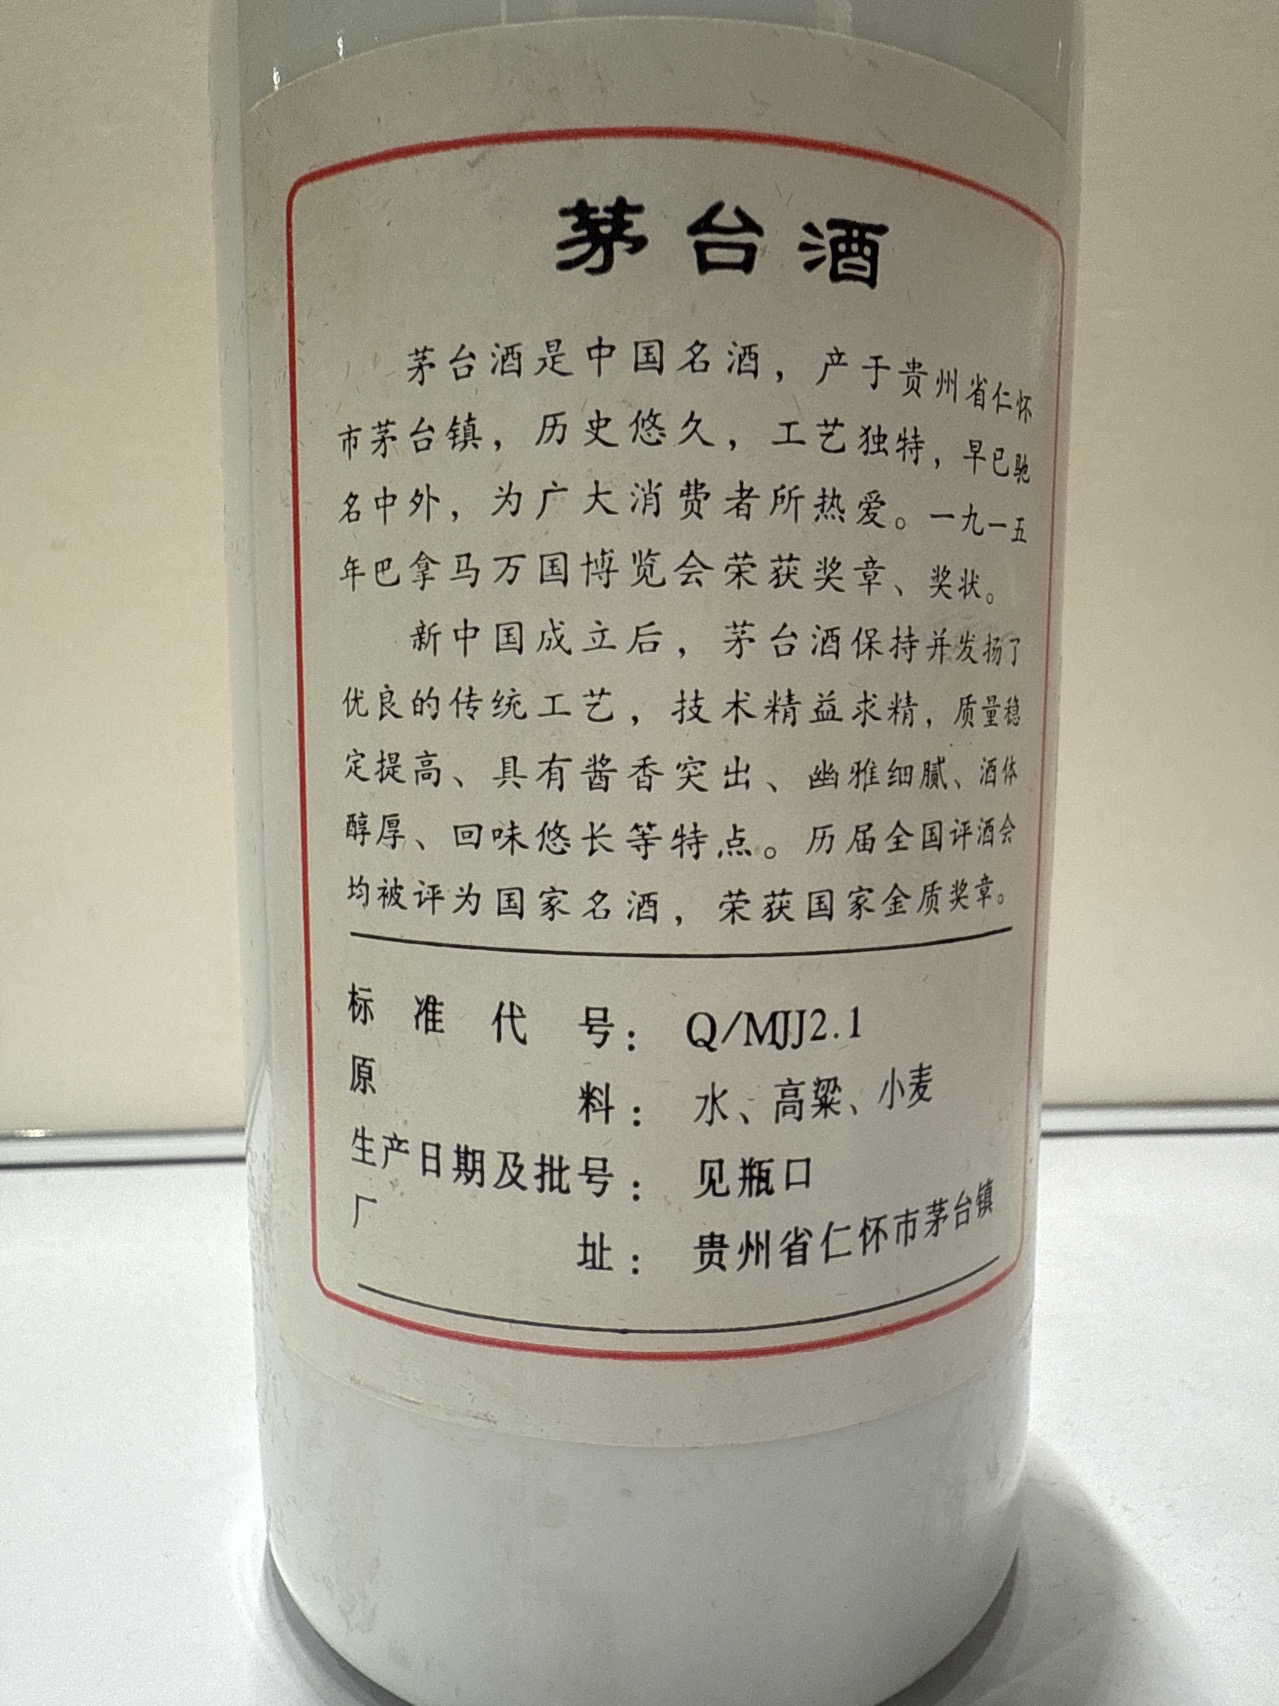 茅台酒
茅台酒是中国名酒，产于贵州省仁怀
市茅台镇，历史悠久，工艺独特，早已驰
名中外，为广大消费者所热爱。一九一五
年巴拿马万国博览会荣获奖章、奖状。
新中国成立后，茅台酒保持并发扬了
优良的传统工艺，技术精益求精，质量稳
定提高、具有酱香突出、幽雅细腻、酒体
醇厚、回味悠长等特点。历届全国评酒会
均被评为国家名酒，荣获国家金质奖章。
标准代号：Q/MJJ2.1
原料：水、高粱、小麦
生产日期及批号：见瓶口
厂址：贵州省仁怀市茅台镇